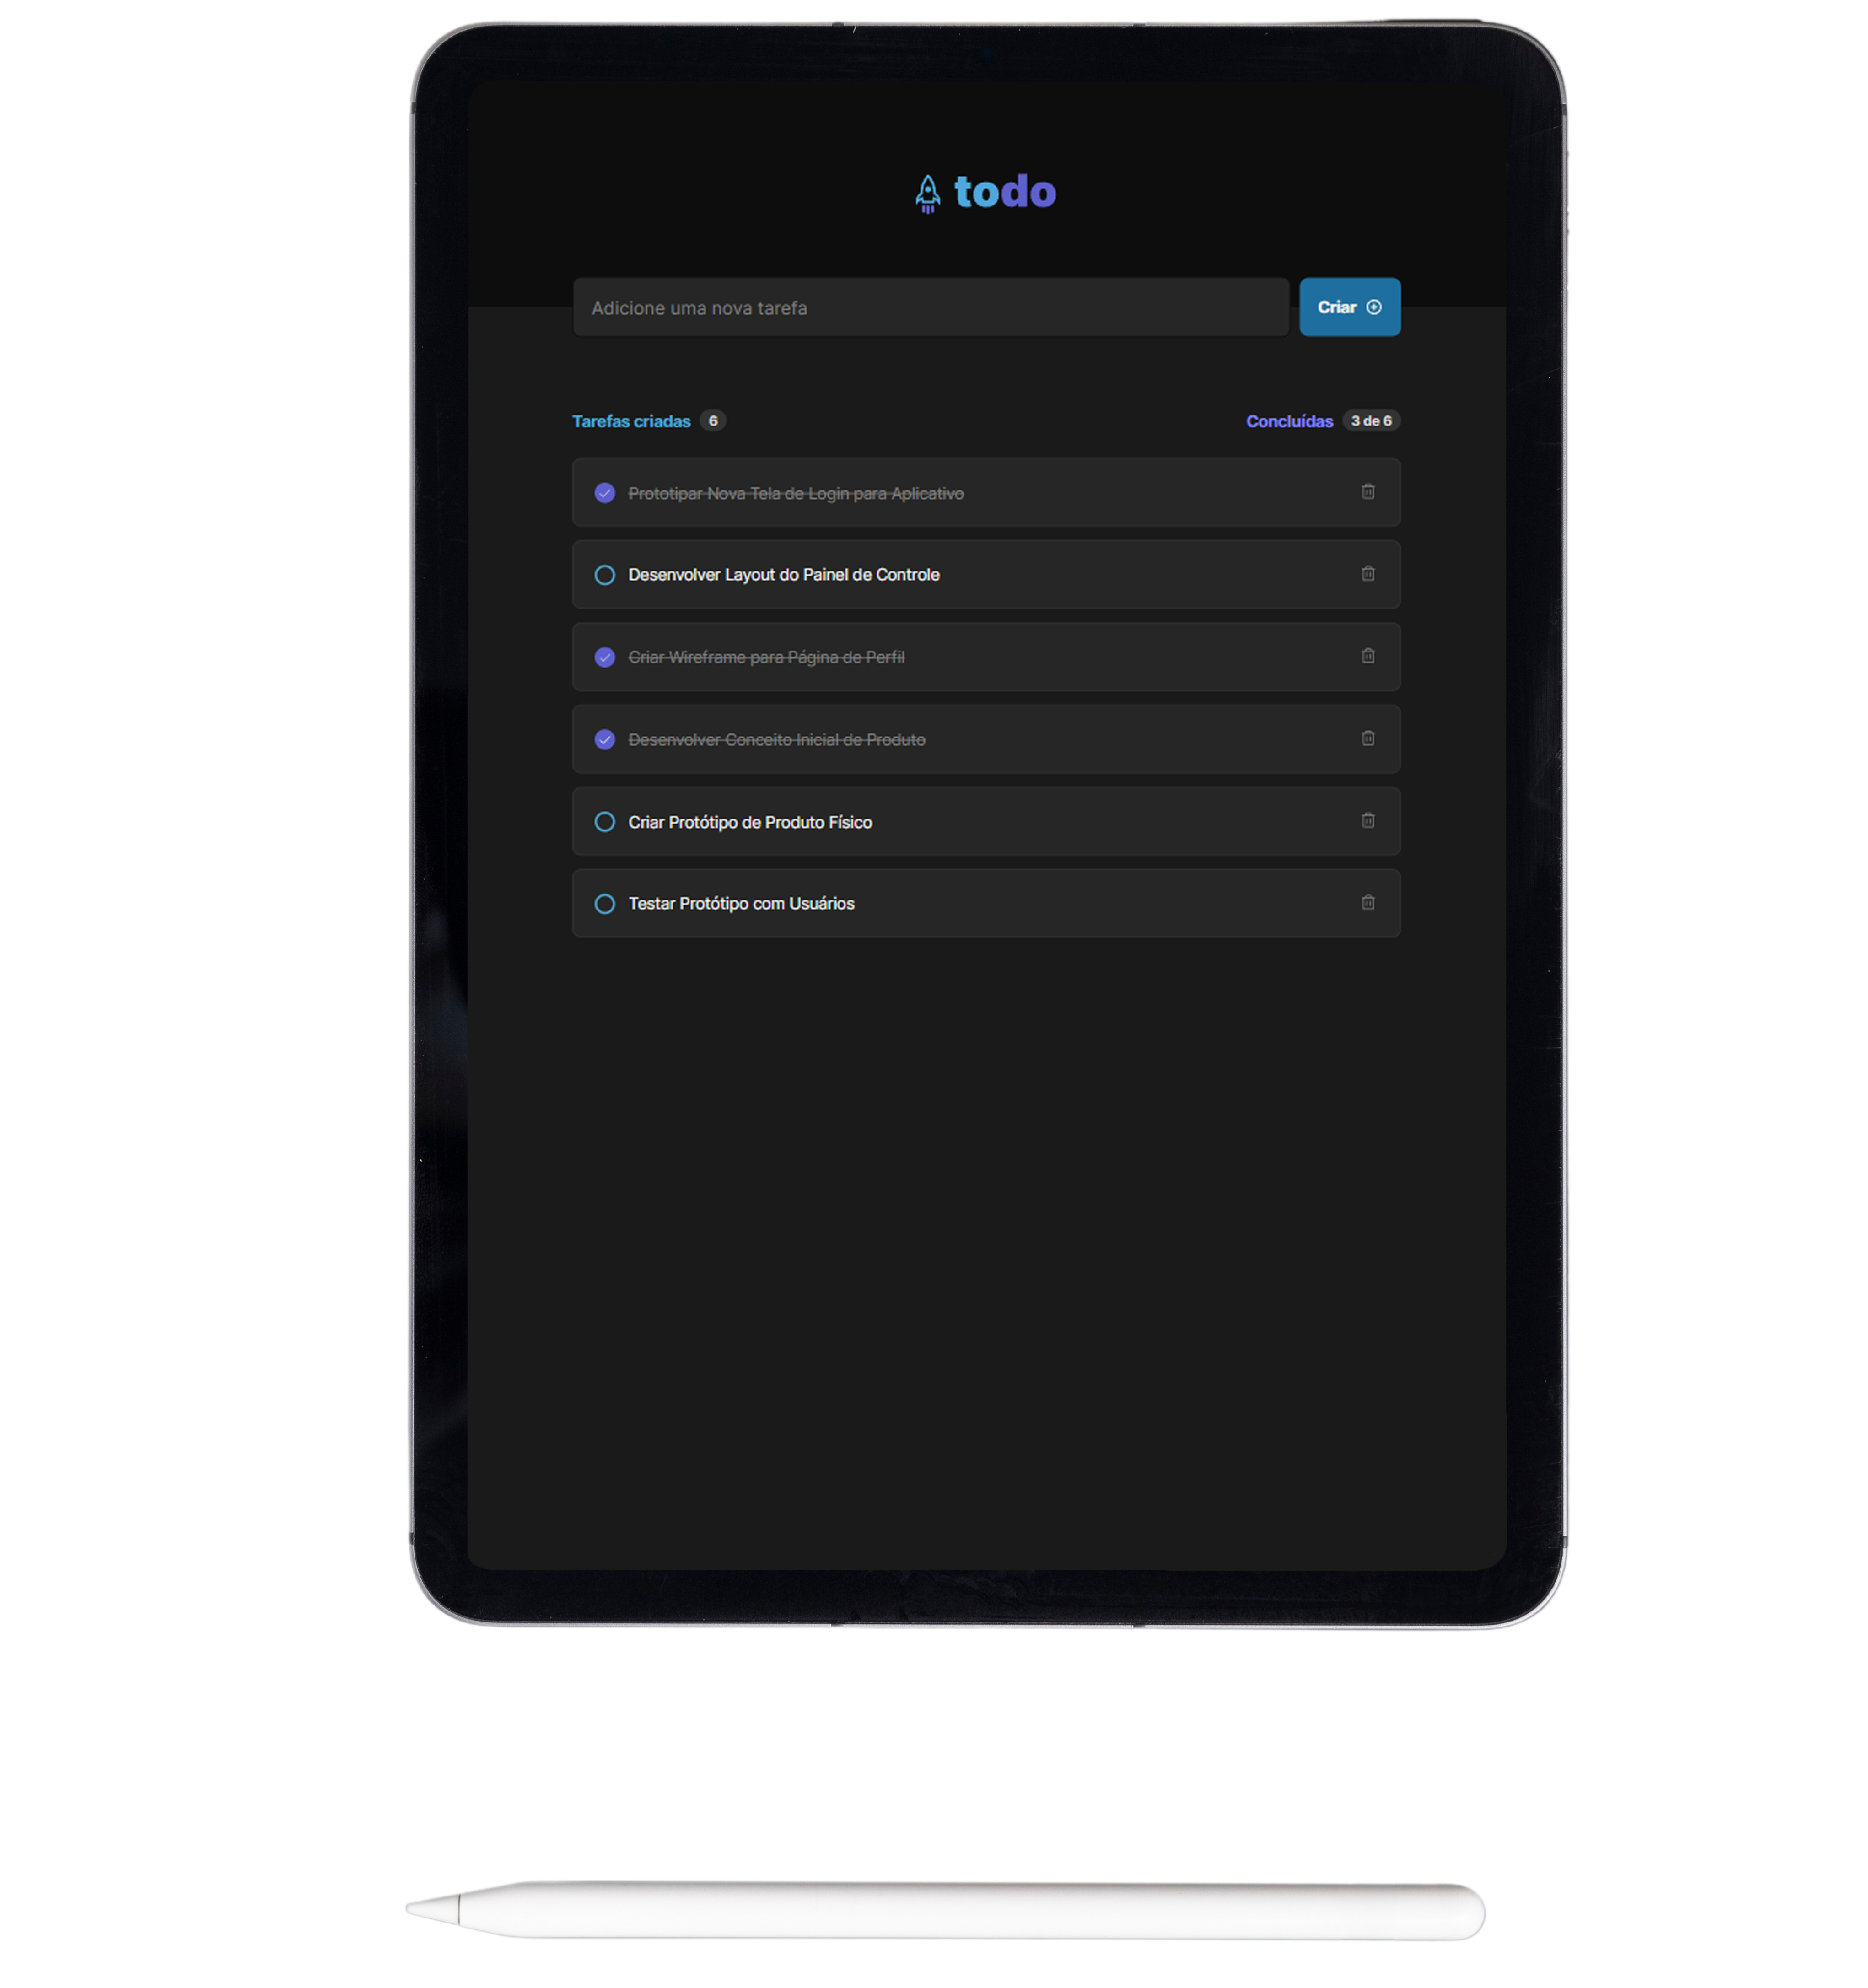 todo
Adicione uma nova tarefa
Criar
Tarefas criadas 6
Concluídas 3 de 6
Prototipar Nova Tela de Login para Aplicativo
Desenvolver Layout do Painel de Controle
Criar Wireframe para Página de Perfil
Desenvolver Conceito Inicial de Produto
Criar Protótipo de Produto Físico
Testar Protótipo com Usuários